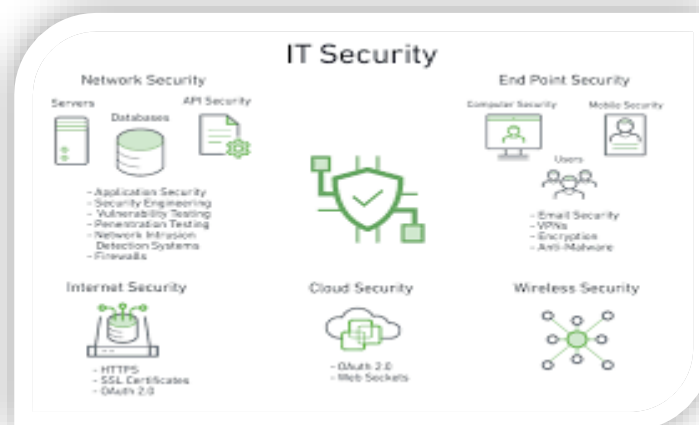 IT Security
Network Security
Servers
Databases
API Security
- Application Security
- Security Engineering
- Vulnerability Testing
- Penentration Testing
- Network Intrusion
Detection Systems
- Firewalls
End Point Security
Computer Security
Mobile Security
Users
- Email Security
- VPNs
- Encryption
- Anti-Malware
Internet Security
- HTTPS
- SSL Certificates
- OAuth 2.0
Cloud Security
- OAuth 2.0
- Web Sockets
Wireless Security